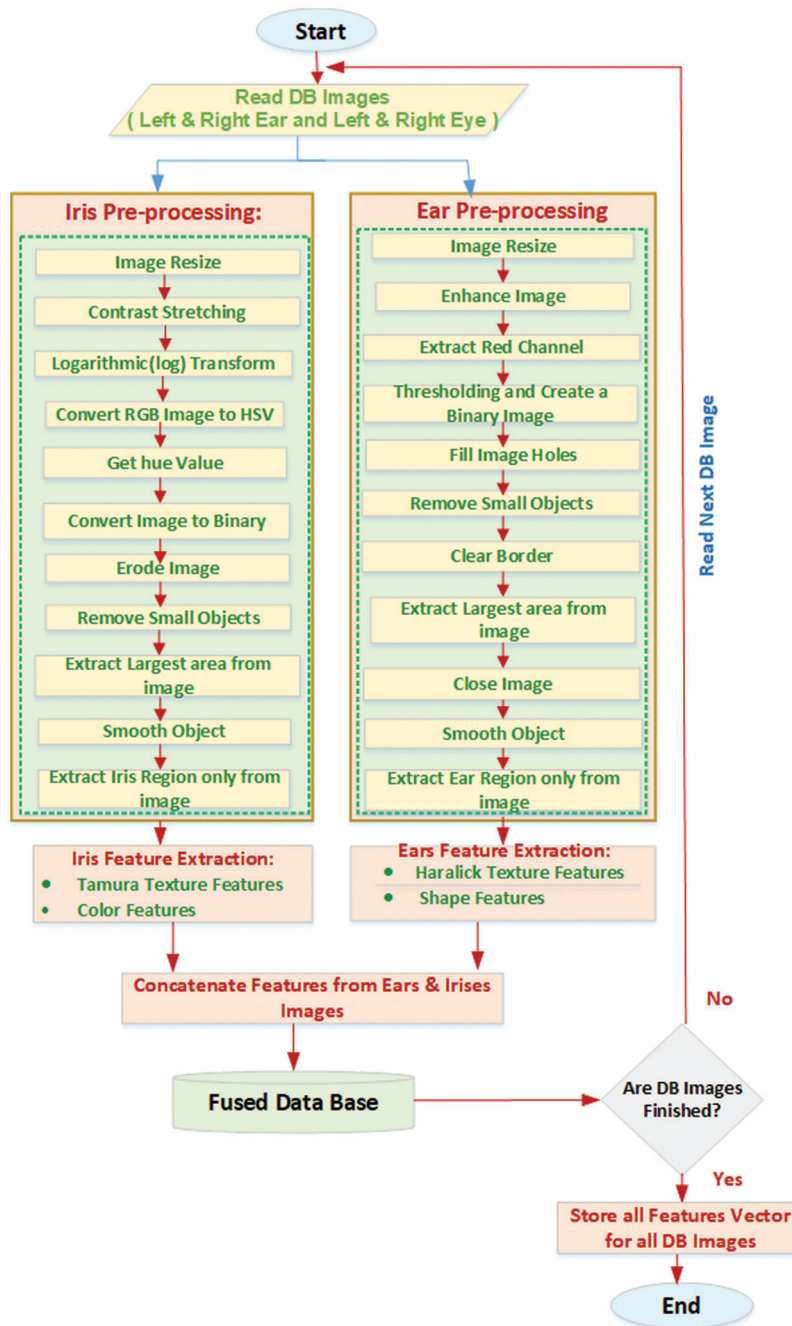 Start
Read DB Images
( Left & Right Ear and Left & Right Eye )
Iris Pre-processing:
Image Resize
Contrast Stretching
Logarithmic(log) Transform
Convert RGB Image to HSV
Get hue Value
Convert Image to Binary
Erode Image
Remove Small Objects
Extract Largest area from
image
Smooth Object
Extract Iris Region only from
image
Ear Pre-processing
Image Resize
Enhance Image
Extract Red Channel
Thresholding and Create a
Binary Image
Fill Image Holes
Remove Small Objects
Clear Border
Extract Largest area from
image
Close Image
Smooth Object
Extract Ear Region only from
image
Read Next DB Image
Iris Feature Extraction:
• Tamura Texture Features
• Color Features
Ears Feature Extraction:
• Haralick Texture Features
• Shape Features
Concatenate Features from Ears & Irises
Images
Fused Data Base
No
Are DB Images
Finished?
Yes
Store all Features Vector
for all DB Images
End